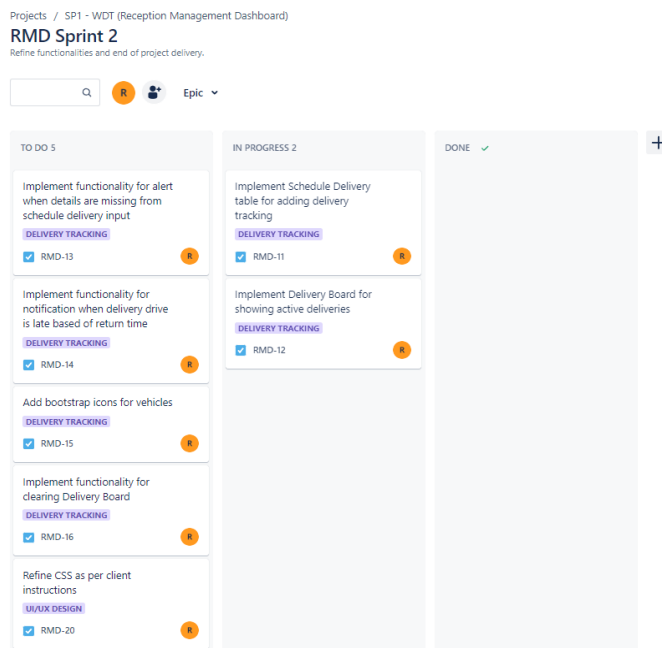 Projects / SP1 - WDT (Reception Management Dashboard)
RMD Sprint 2
Refine functionalities and end of project delivery.
R
Epic
TO DO 5
Implement functionality for alert
when details are missing from
schedule delivery input
DELIVERY TRACKING
RMD-13
R
Implement functionality for
notification when delivery drive
is late based of return time
DELIVERY TRACKING
RMD-14
R
Add bootstrap icons for vehicles
DELIVERY TRACKING
RMD-15
R
Implement functionality for
clearing Delivery Board
DELIVERY TRACKING
RMD-16
R
Refine CSS as per client
instructions
UI/UX DESIGN
RMD-20
R
IN PROGRESS 2
Implement Schedule Delivery
table for adding delivery
tracking
DELIVERY TRACKING
RMD-11
R
Implement Delivery Board for
showing active deliveries
DELIVERY TRACKING
RMD-12
R
DONE